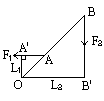 B
F₁ A'
A
F₂
L₁
O L₂ B'